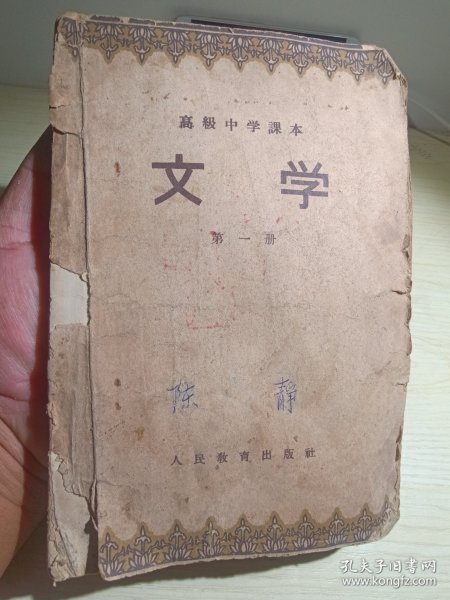 高級中学課本
文学
第一册
陈静
人民教育出版社
孔夫子旧书网
www.kongfz.com